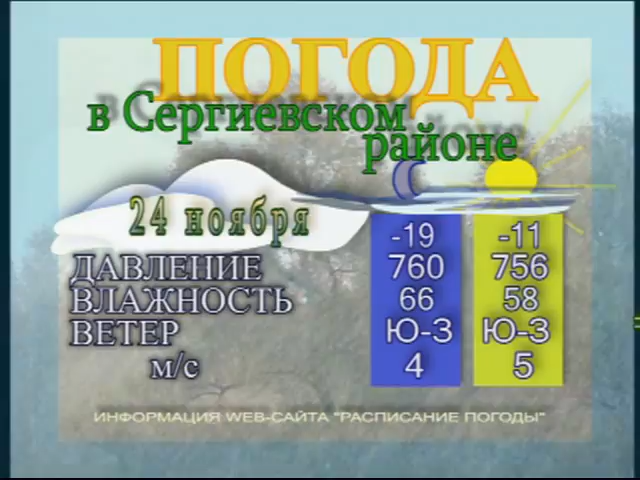 ПОГОДА
в Сергиевском
районе
24 ноября
-19 -11
ДАВЛЕНИЕ 760 756
ВЛАЖНОСТЬ 66 58
ВЕТЕР Ю-З Ю-З
м/с 4 5
ИНФОРМАЦИЯ WEB-САЙТА "РАСПИСАНИЕ ПОГОДЫ"